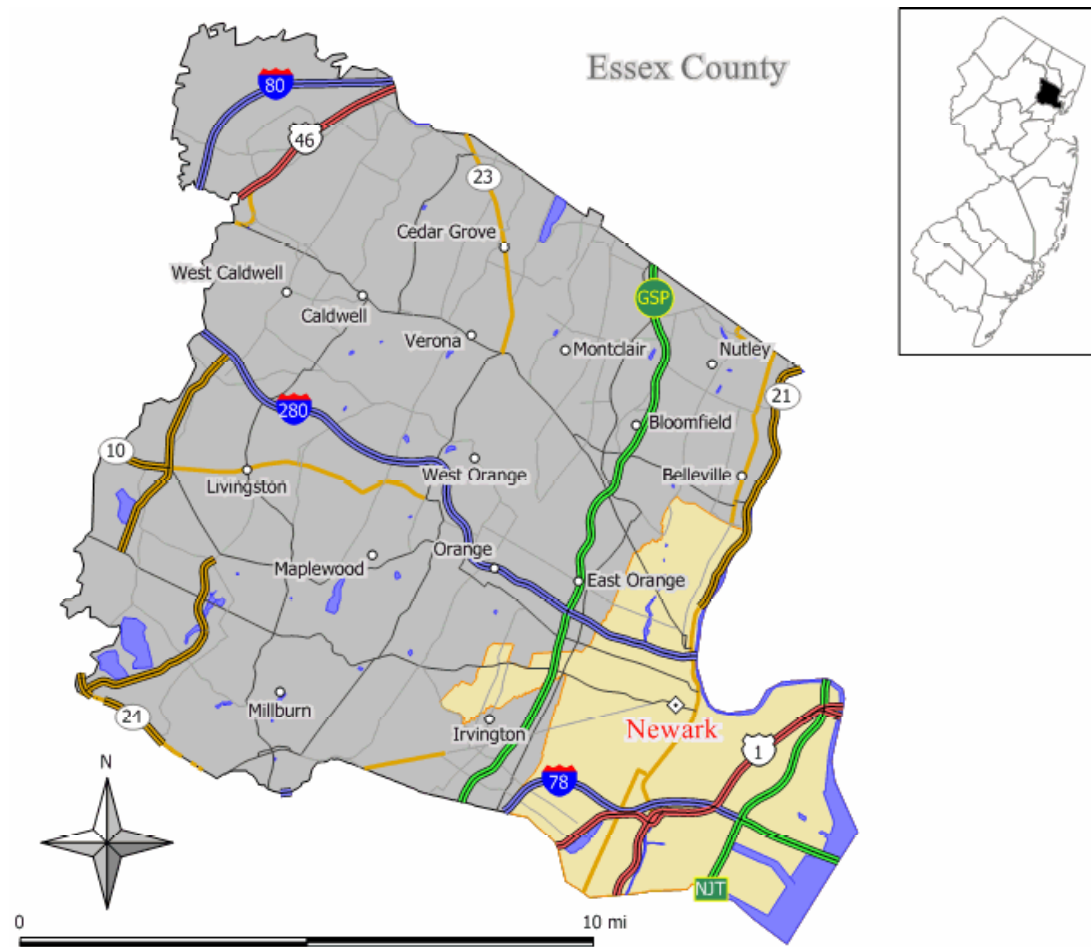 Essex County
80
46
23
Cedar Grove
West Caldwell
GSP
Caldwell
Verona
Montclair
Nutley
21
280
Bloomfield
10
West Orange
Belleville
Livingston
Orange
Maplewood
East Orange
Millburn
24
Irvington
Newark
1
78
N
NJT
0
10 mi